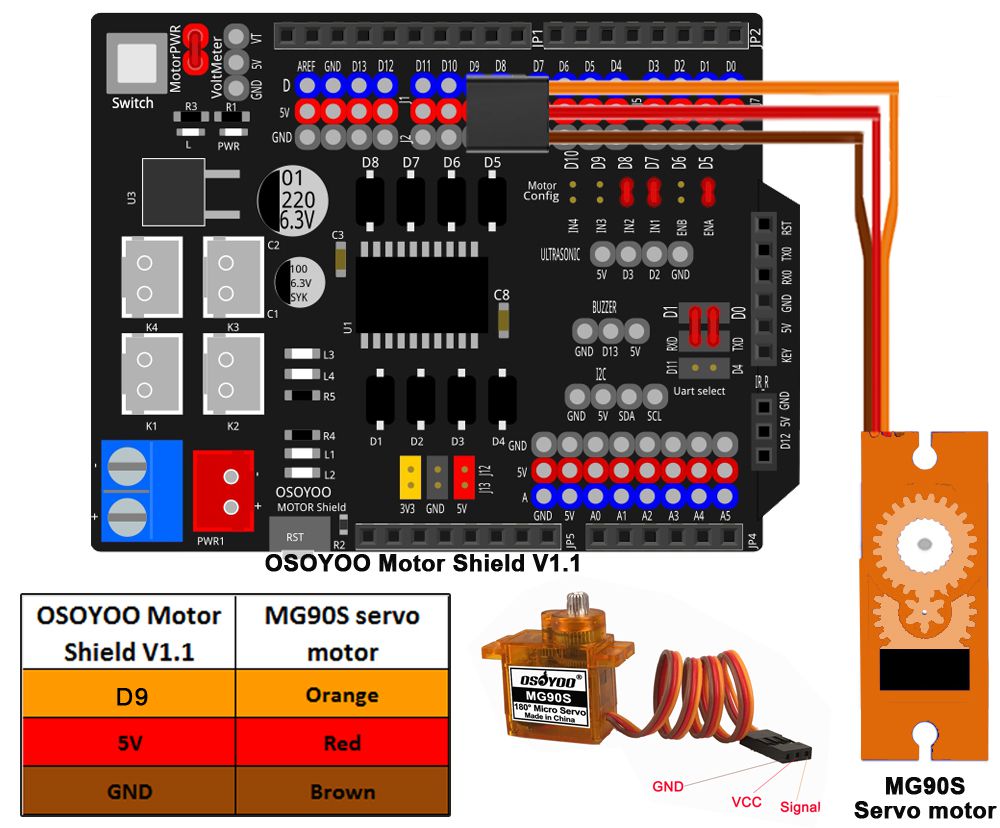 MotorPWR
VoltMeter
VT
5V
GND
Switch
R3
R1
L
PWR
JP1
JP2
AREF GND D13 D12 D11 D10 D9 D8 D7 D6 D5 D4 D3 D2 D1 D0
D
5V
GND
J1
J2
D8 D7 D6 D5
D10 D9 D8 D7 D6 D5
Motor
Config
IN4 IN3 IN2 IN1 ENB ENA
U3
01
220
6.3V
C2
C3
100
6.3V
SYK
C1
U1
C8
ULTRASONIC
5V D3 D2 GND
BUZZER
GND D13 5V
D1
D0
RXD
TXD
D11
D4
Uart select
I2C
GND 5V SDA SCL
RST
TX0
RX0
GND
5V
KEY
IR_R
GND
5V
D12
K4
K3
K1
K2
L3
L4
R5
R4
L1
L2
D1 D2 D3 D4
3V3 GND 5V
J13 J12
GND
5V
A
GND 5V A0 A1 A2 A3 A4 A5
-
+
-
+
PWR1
OSOYOO
MOTOR Shield
RST
R2
JP5
JP4
OSOYOO Motor Shield V1.1
OSOYOO Motor
Shield V1.1
MG90S servo
motor
D9 Orange
5V Red
GND Brown
OSOYOO®
MG90S
180° Micro Servo
Made in China
GND
VCC
Signal
MG90S
Servo motor